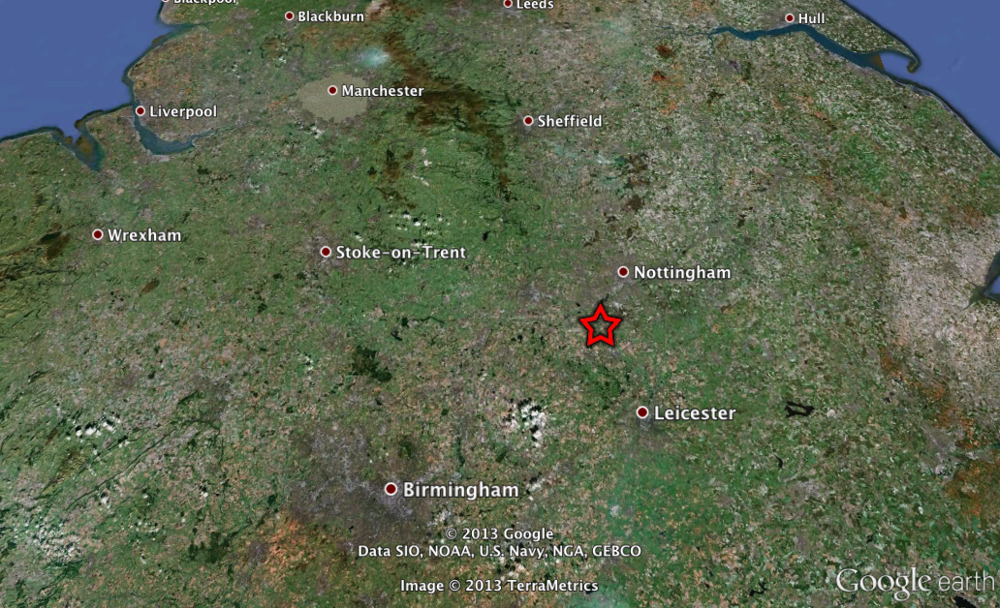 Blackpool
Blackburn
Leeds
Hull
Manchester
Liverpool
Sheffield
Wrexham
Stoke-on-Trent
Nottingham
Leicester
Birmingham
© 2013 Google
Data SIO, NOAA, U.S. Navy, NGA, GEBCO
Image © 2013 TerraMetrics
Google earth